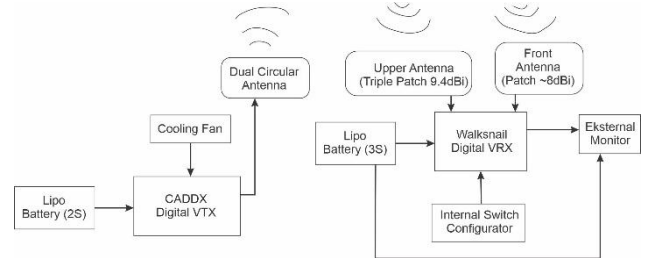 Dual Circular
Antenna
Cooling Fan
Lipo
Battery (2S)
CADDX
Digital VTX
Upper Antenna
(Triple Patch 9.4dBi)
Front
Antenna
(Patch ~8dBi)
Lipo
Battery (3S)
Walksnail
Digital VRX
Eksternal
Monitor
Internal Switch
Configurator